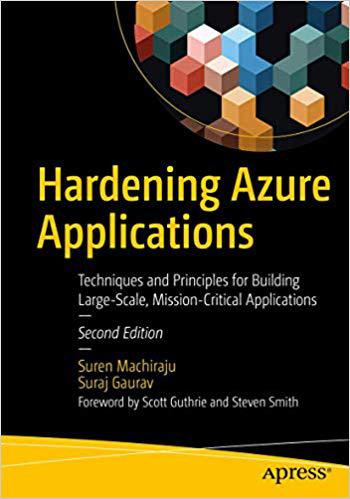 Hardening Azure
Applications
Techniques and Principles for Building
Large-Scale, Mission-Critical Applications
Second Edition
Suren Machiraju
Suraj Gaurav
Foreword by Scott Guthrie and Steven Smith
Apress®